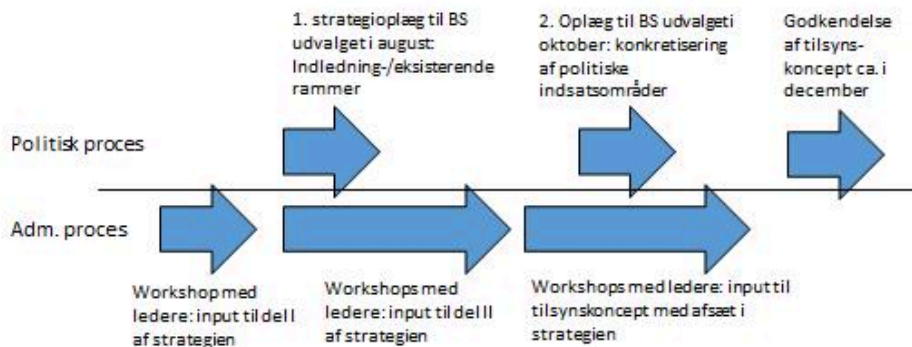 1. strategioplæg til BS
udvalget i august:
Indledning-/eksisterende
rammer
2. Oplæg til BS udvalget i
oktober: konkretisering
af politiske
indsatsområder
Godkendelse
af tilsyns-
koncept ca. i
december
Politisk proces
Adm. proces
Workshop med
ledere: input til del I
af strategien
Workshops med
ledere: input til del II
af strategien
Workshops med ledere: input til
tilsynskoncept med afsæt i
strategien